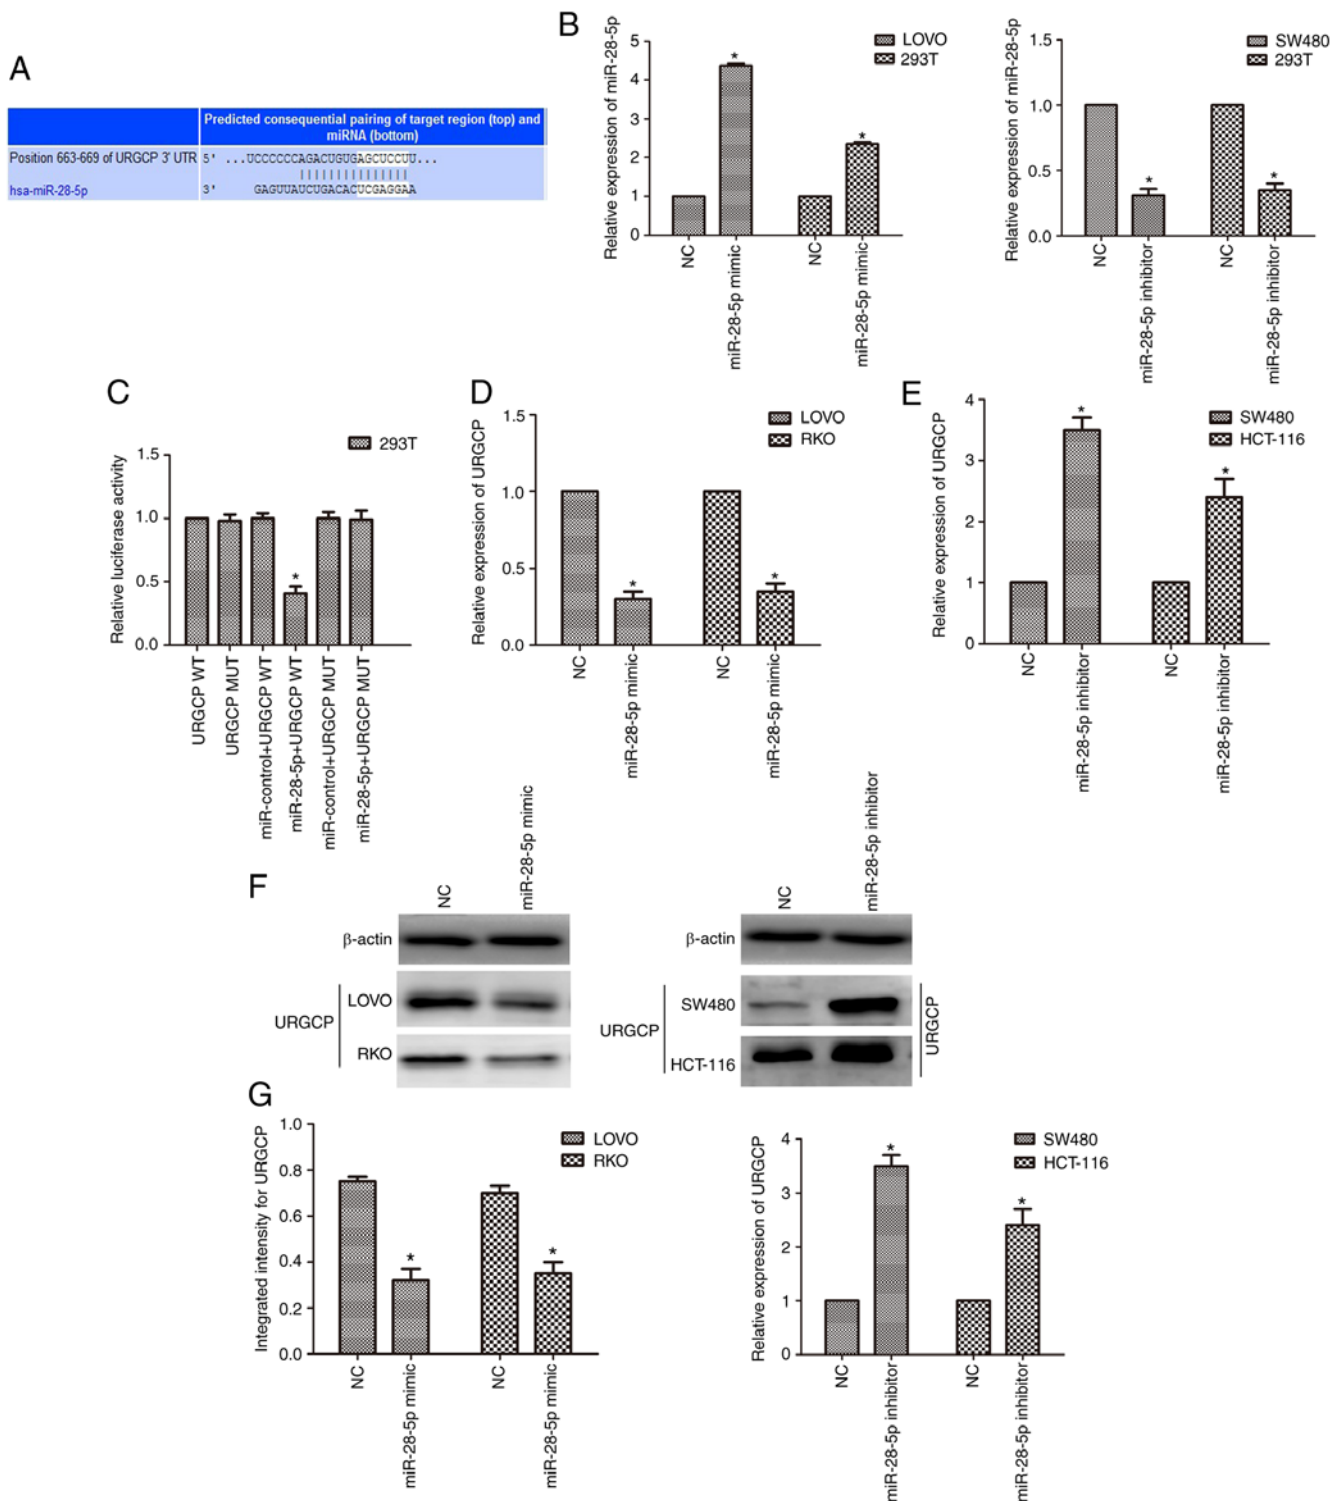 A
Predicted consequential pairing of target region (top) and
miRNA (bottom)
Position 663-669 of URGCP 3' UTR 5' ...UCCCCCCAGACUGUGAGCUCCUU...
hsa-miR-28-5p 3' GAGUUAUCUGACACUCGAGGAA
B
Relative expression of miR-28-5p
5
4
3
2
1
0
LOVO
293T
*
*
NC
miR-28-5p mimic
NC
miR-28-5p mimic
Relative expression of miR-28-5p
1.5
1.0
0.5
0.0
SW480
293T
*
*
NC
miR-28-5p inhibitor
NC
miR-28-5p inhibitor
C
Relative luciferase activity
1.5
1.0
0.5
0.0
293T
*
URGCP WT
URGCP MUT
miR-control+URGCP WT
miR-28-5p+URGCP WT
miR-control+URGCP MUT
miR-28-5p+URGCP MUT
D
Relative expression of URGCP
1.5
1.0
0.5
0.0
LOVO
RKO
*
*
NC
miR-28-5p mimic
NC
miR-28-5p mimic
E
Relative expression of URGCP
4
3
2
1
0
SW480
HCT-116
*
*
NC
miR-28-5p inhibitor
NC
miR-28-5p inhibitor
F
NC
miR-28-5p mimic
β-actin
LOVO
URGCP
RKO
NC
miR-28-5p inhibitor
β-actin
SW480
URGCP
HCT-116
URGCP
G
Integrated intensity for URGCP
1.0
0.8
0.6
0.4
0.2
0.0
LOVO
RKO
*
*
NC
miR-28-5p mimic
NC
miR-28-5p mimic
Relative expression of URGCP
4
3
2
1
0
SW480
HCT-116
*
*
NC
miR-28-5p inhibitor
NC
miR-28-5p inhibitor